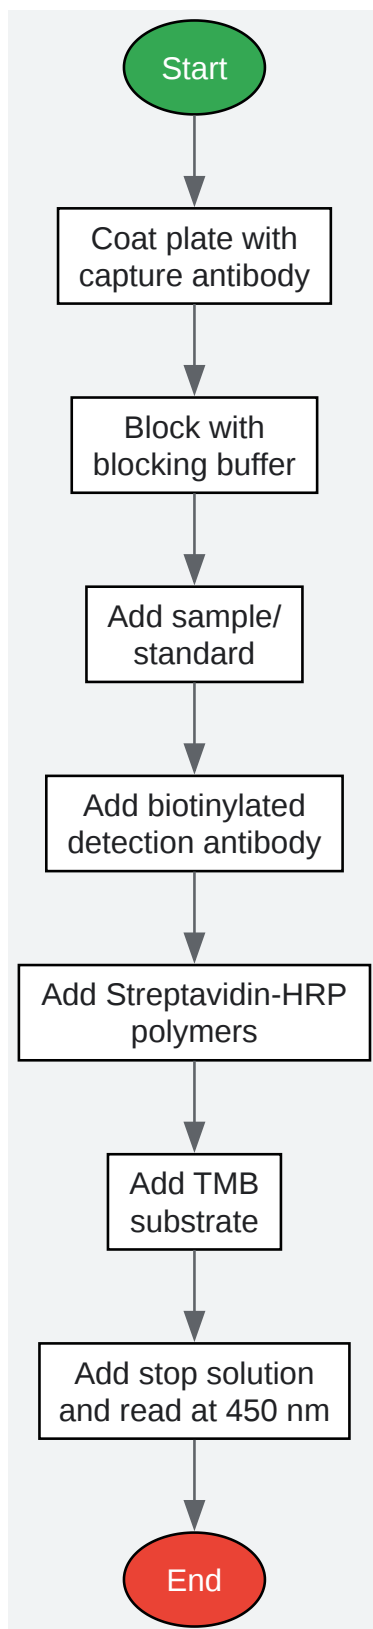 Start
Coat plate with
capture antibody
Block with
blocking buffer
Add sample/
standard
Add biotinylated
detection antibody
Add Streptavidin-HRP
polymers
Add TMB
substrate
Add stop solution
and read at 450 nm
End